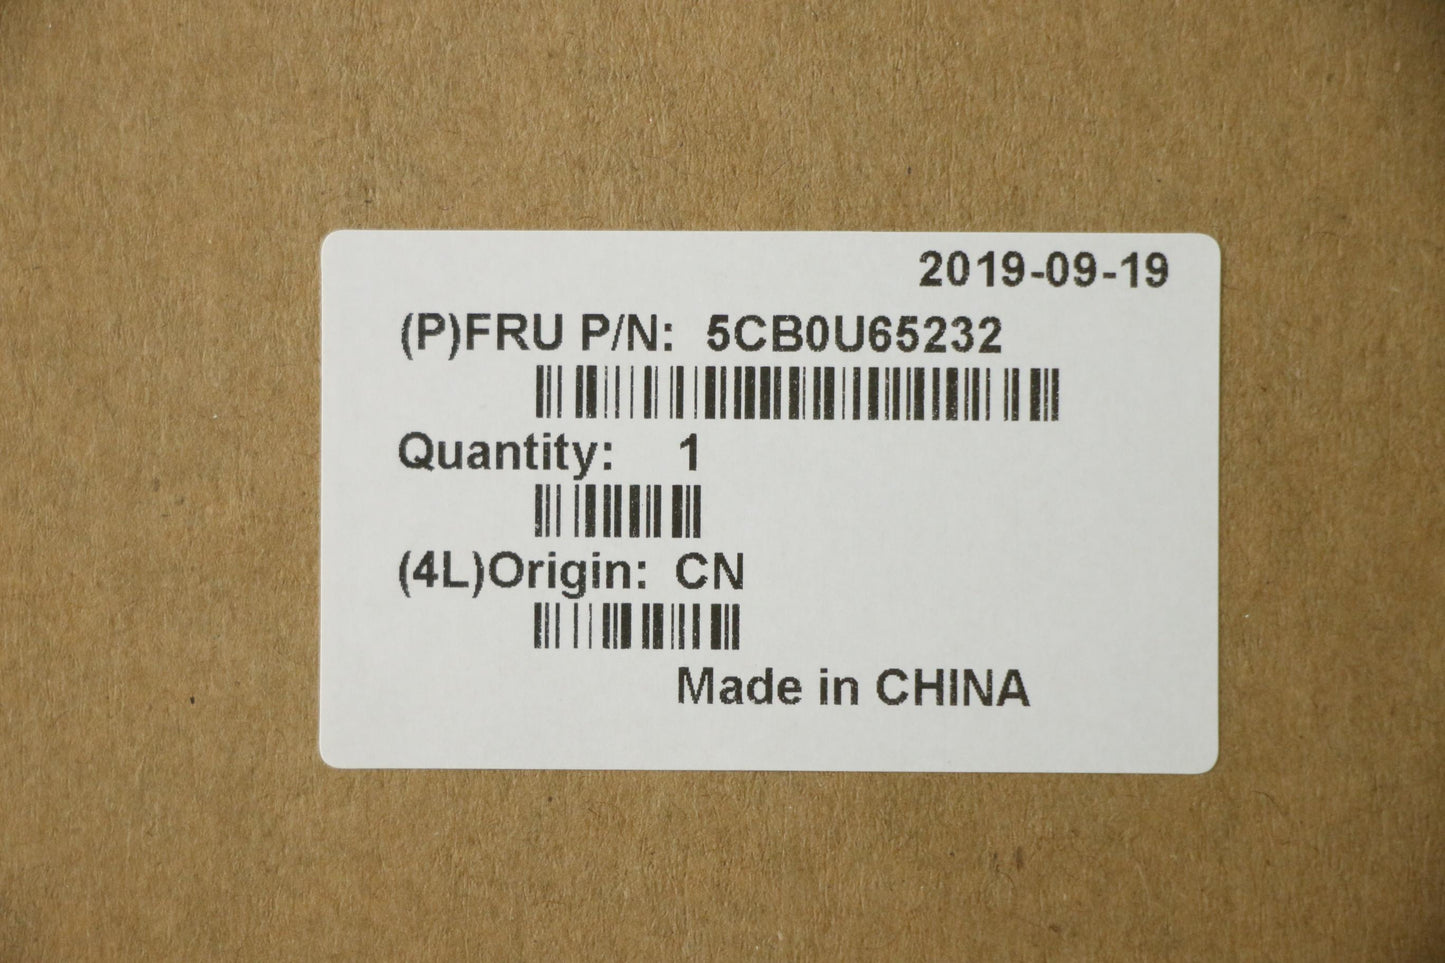 2019-09-19
(P)FRU P/N: 5CB0U65232
Quantity: 1
(4L)Origin: CN
Made in CHINA